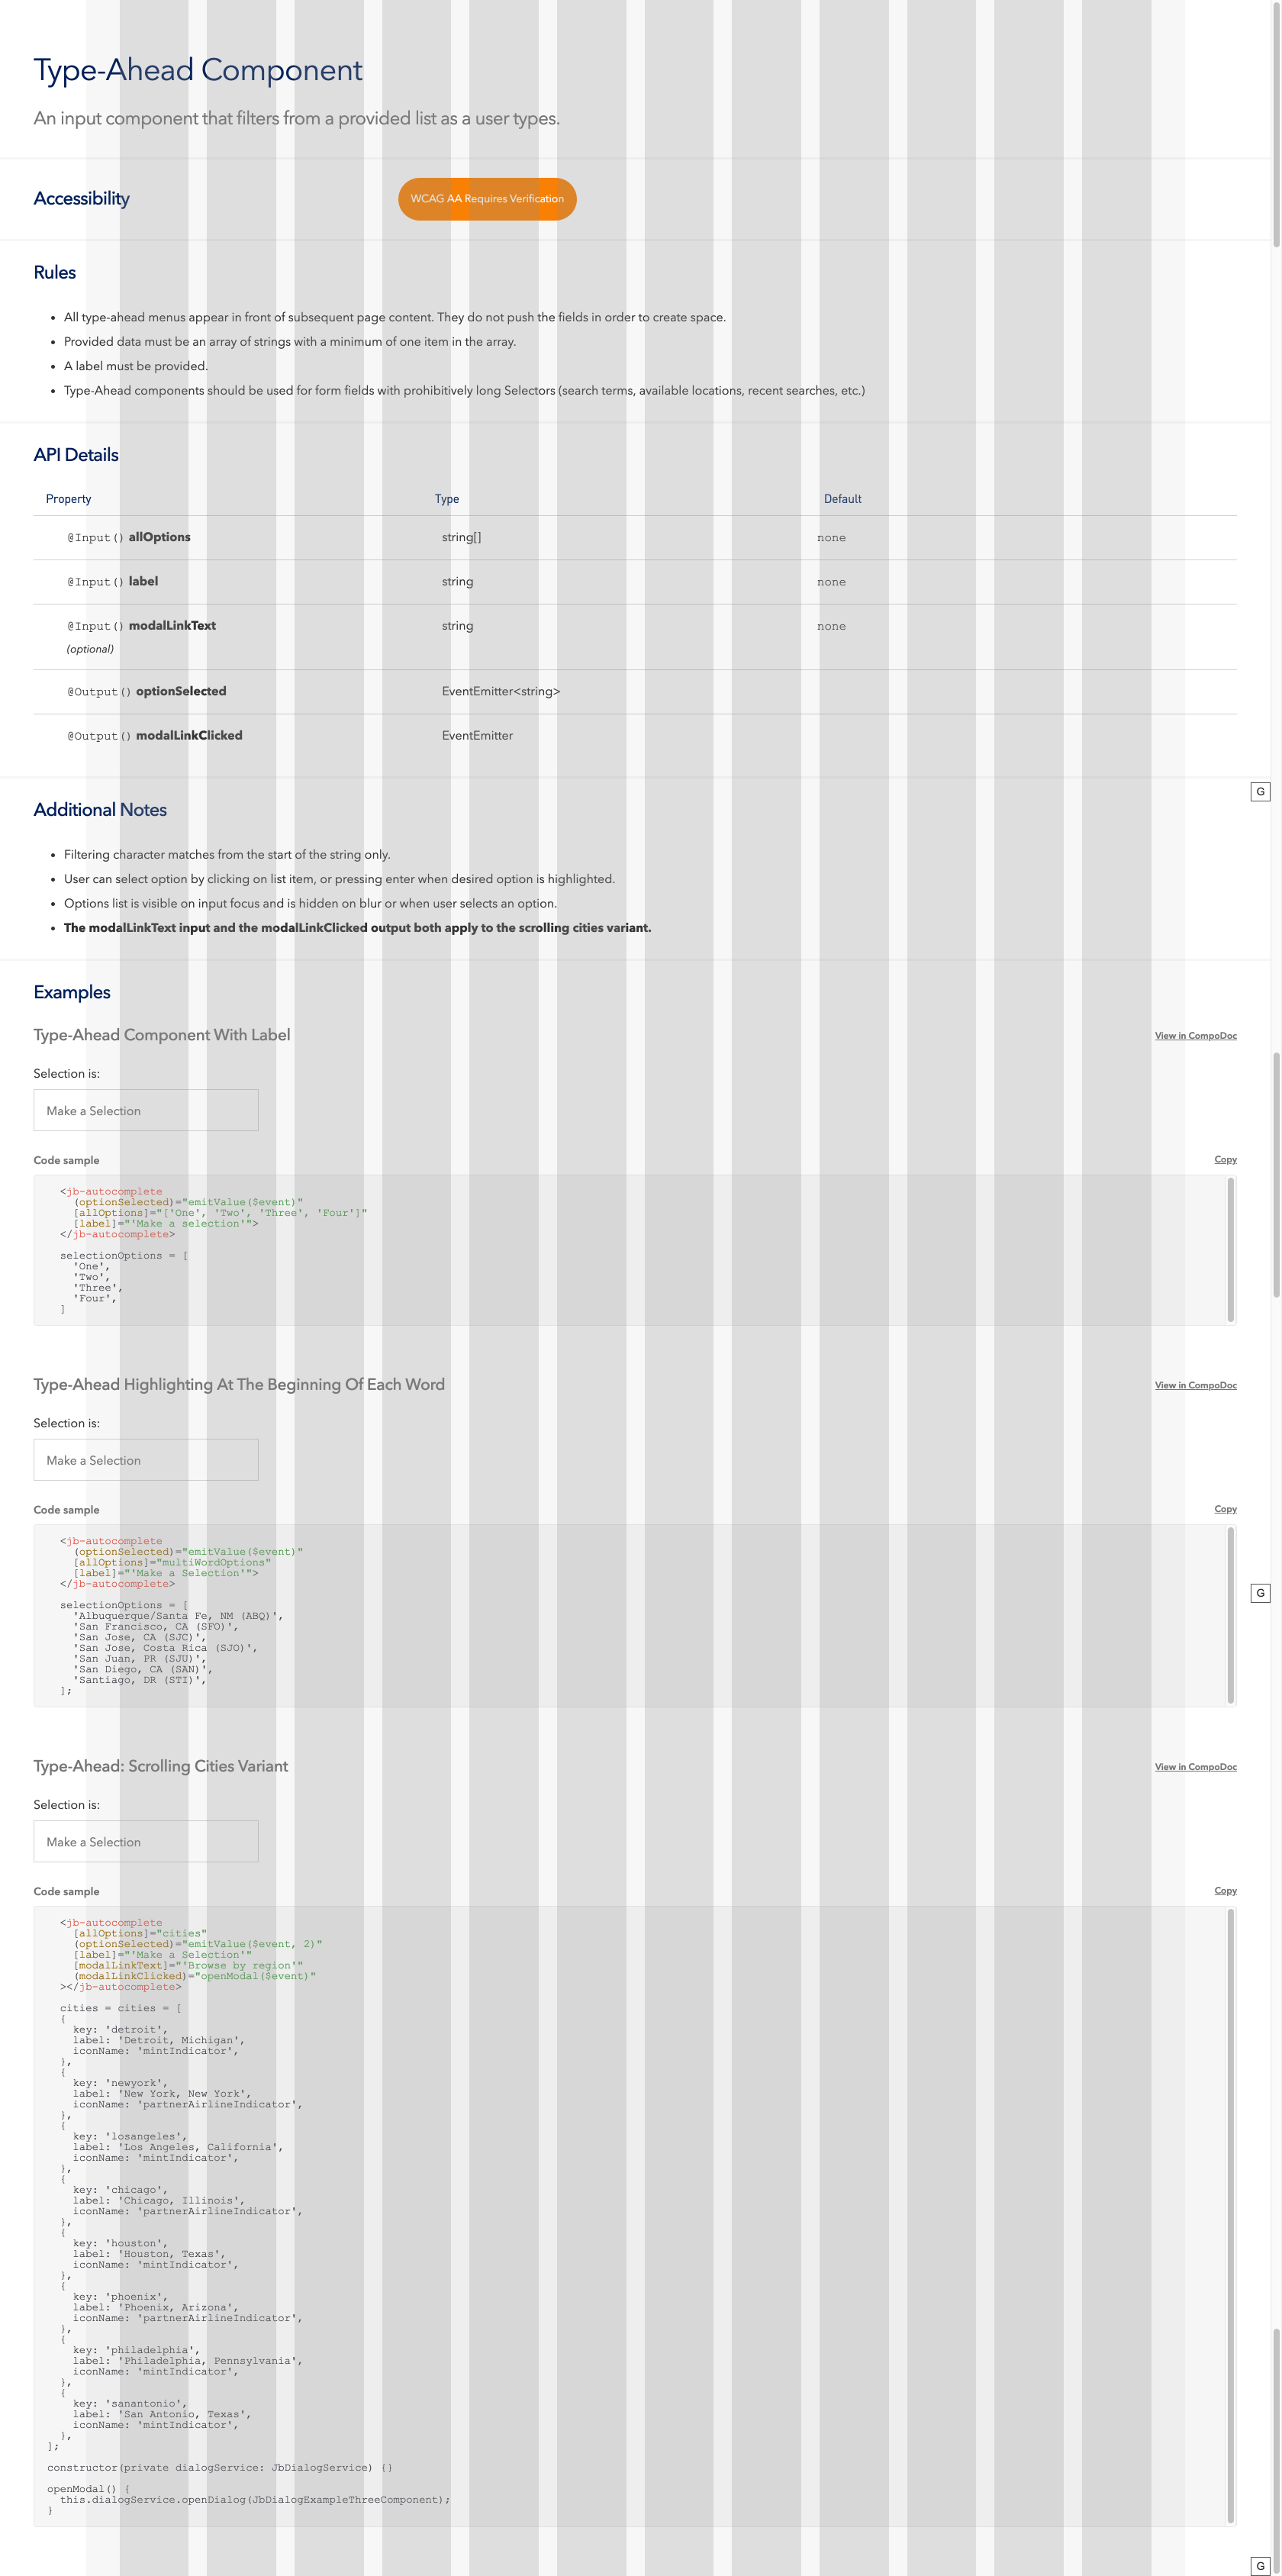 Type-Ahead Component
An input component that filters from a provided list as a user types.
Accessibility
WCAG AA Requires Verification
Rules
• All type-ahead menus appear in front of subsequent page content. They do not push the fields in order to create space.
• Provided data must be an array of strings with a minimum of one item in the array.
• A label must be provided.
• Type-Ahead components should be used for form fields with prohibitively long Selectors (search terms, available locations, recent searches, etc.)
API Details
Property Type Default
@Input() allOptions string[] none
@Input() label string none
@Input() modalLinkText string none
(optional)
@Output() optionSelected EventEmitter<string>
@Output() modalLinkClicked EventEmitter
G
Additional Notes
• Filtering character matches from the start of the string only.
• User can select option by clicking on list item, or pressing enter when desired option is highlighted.
• Options list is visible on input focus and is hidden on blur or when user selects an option.
• The modalLinkText input and the modalLinkClicked output both apply to the scrolling cities variant.
Examples
Type-Ahead Component With Label View in CompoDoc
Selection is:
Make a Selection
Code sample Copy
<jb-autocomplete
(optionSelected)="emitValue($event)"
[allOptions]="['One', 'Two', 'Three', 'Four']"
[label]="'Make a selection'">
</jb-autocomplete>
selectionOptions = [
'One',
'Two',
'Three',
'Four',
]
Type-Ahead Highlighting At The Beginning Of Each Word View in CompoDoc
Selection is:
Make a Selection
Code sample Copy
<jb-autocomplete
(optionSelected)="emitValue($event)"
[allOptions]="multiWordOptions"
[label]="'Make a Selection'">
</jb-autocomplete>
G
selectionOptions = [
'Albuquerque/Santa Fe, NM (ABQ)',
'San Francisco, CA (SFO)',
'San Jose, CA (SJC)',
'San Jose, Costa Rica (SJO)',
'San Juan, PR (SJU)',
'San Diego, CA (SAN)',
'Santiago, DR (STI)',
];
Type-Ahead: Scrolling Cities Variant View in CompoDoc
Selection is:
Make a Selection
Code sample Copy
<jb-autocomplete
[allOptions]="cities"
(optionSelected)="emitValue($event, 2)"
[label]="'Make a Selection'"
[modalLinkText]="'Browse by region'"
(modalLinkClicked)="openModal($event)"
></jb-autocomplete>
cities = cities = [
{
key: 'detroit',
label: 'Detroit, Michigan',
iconName: 'mintIndicator',
},
{
key: 'newyork',
label: 'New York, New York',
iconName: 'partnerAirlineIndicator',
},
{
key: 'losangeles',
label: 'Los Angeles, California',
iconName: 'mintIndicator',
},
{
key: 'chicago',
label: 'Chicago, Illinois',
iconName: 'partnerAirlineIndicator',
},
{
key: 'houston',
label: 'Houston, Texas',
iconName: 'mintIndicator',
},
{
key: 'phoenix',
label: 'Phoenix, Arizona',
iconName: 'partnerAirlineIndicator',
},
{
key: 'philadelphia',
label: 'Philadelphia, Pennsylvania',
iconName: 'mintIndicator',
},
{
key: 'sanantonio',
label: 'San Antonio, Texas',
iconName: 'mintIndicator',
},
];
constructor(private dialogService: JbDialogService) {}
openModal() {
this.dialogService.openDialog(JbDialogExampleThreeComponent);
}
G